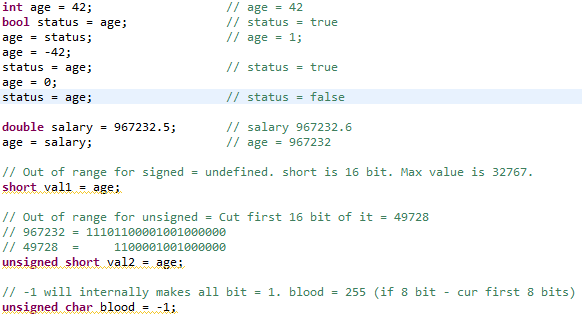 int age = 42; // age = 42
bool status = age; // status = true
age = status; // age = 1;
age = -42;
status = age; // status = true
age = 0;
status = age; // status = false
double salary = 967232.5; // salary 967232.6
age = salary; // age = 967232
// Out of range for signed = undefined. short is 16 bit. Max value is 32767.
short val1 = age;
// Out of range for unsigned = Cut first 16 bit of it = 49728
// 967232 = 11101100001001000000
// 49728  =     1100001001000000
unsigned short val2 = age;
// -1 will internally makes all bit = 1. blood = 255 (if 8 bit - cur first 8 bits)
unsigned char blood = -1;